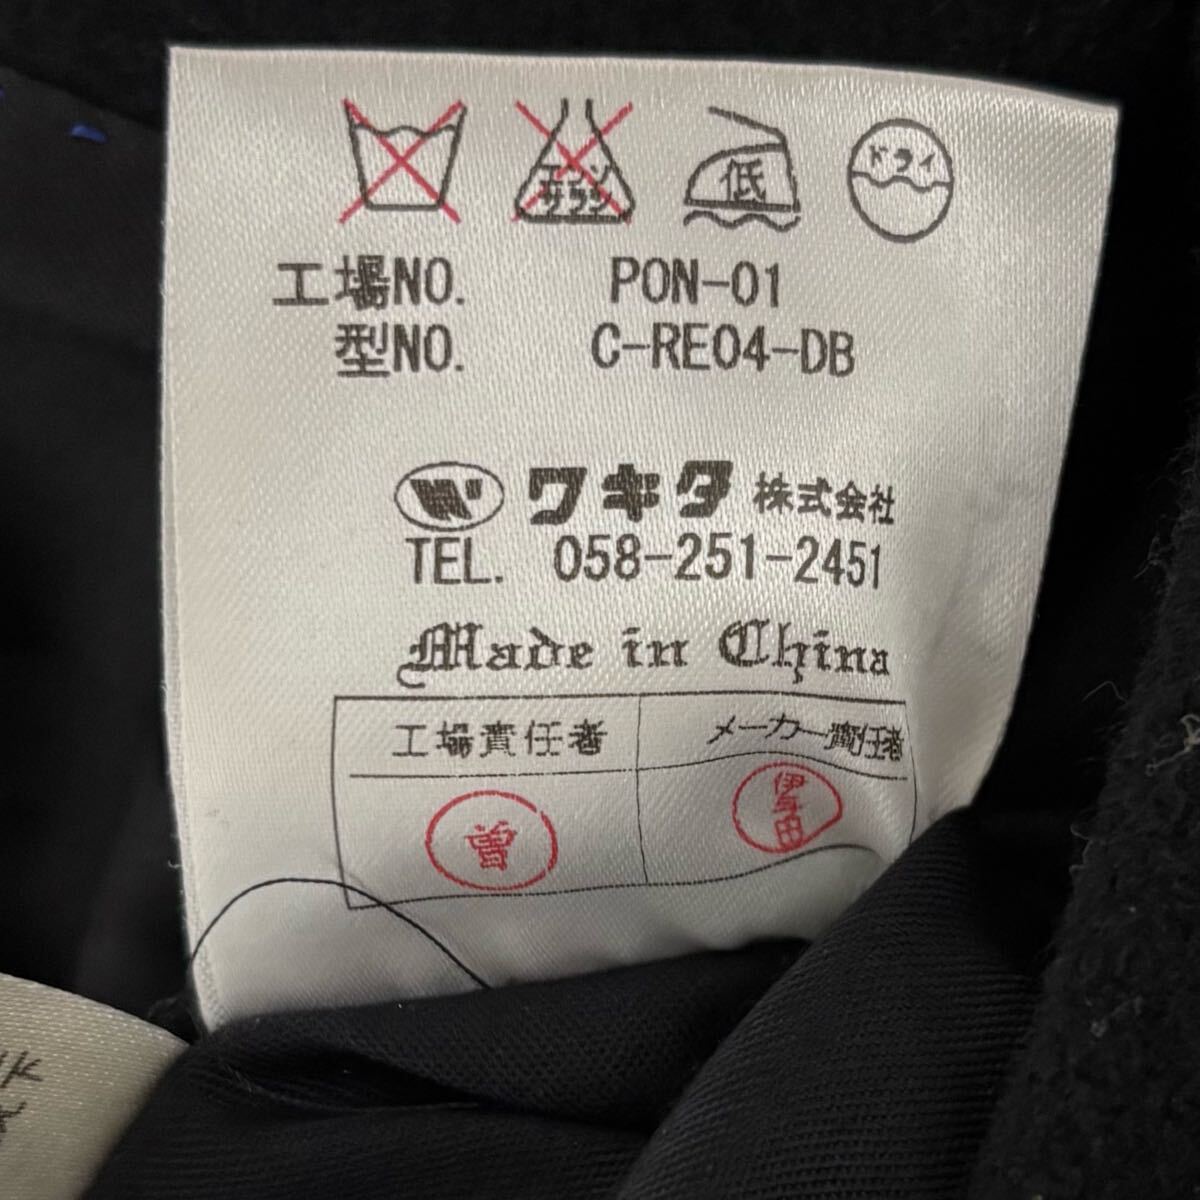 エンソ
サラシ
低
ドライ
工場NO. PON-01
型NO. C-RE04-DB
W ワキタ 株式会社
TEL. 058-251-2451
Made in China
工場責任者 メーカー責任者
曽 伊与田